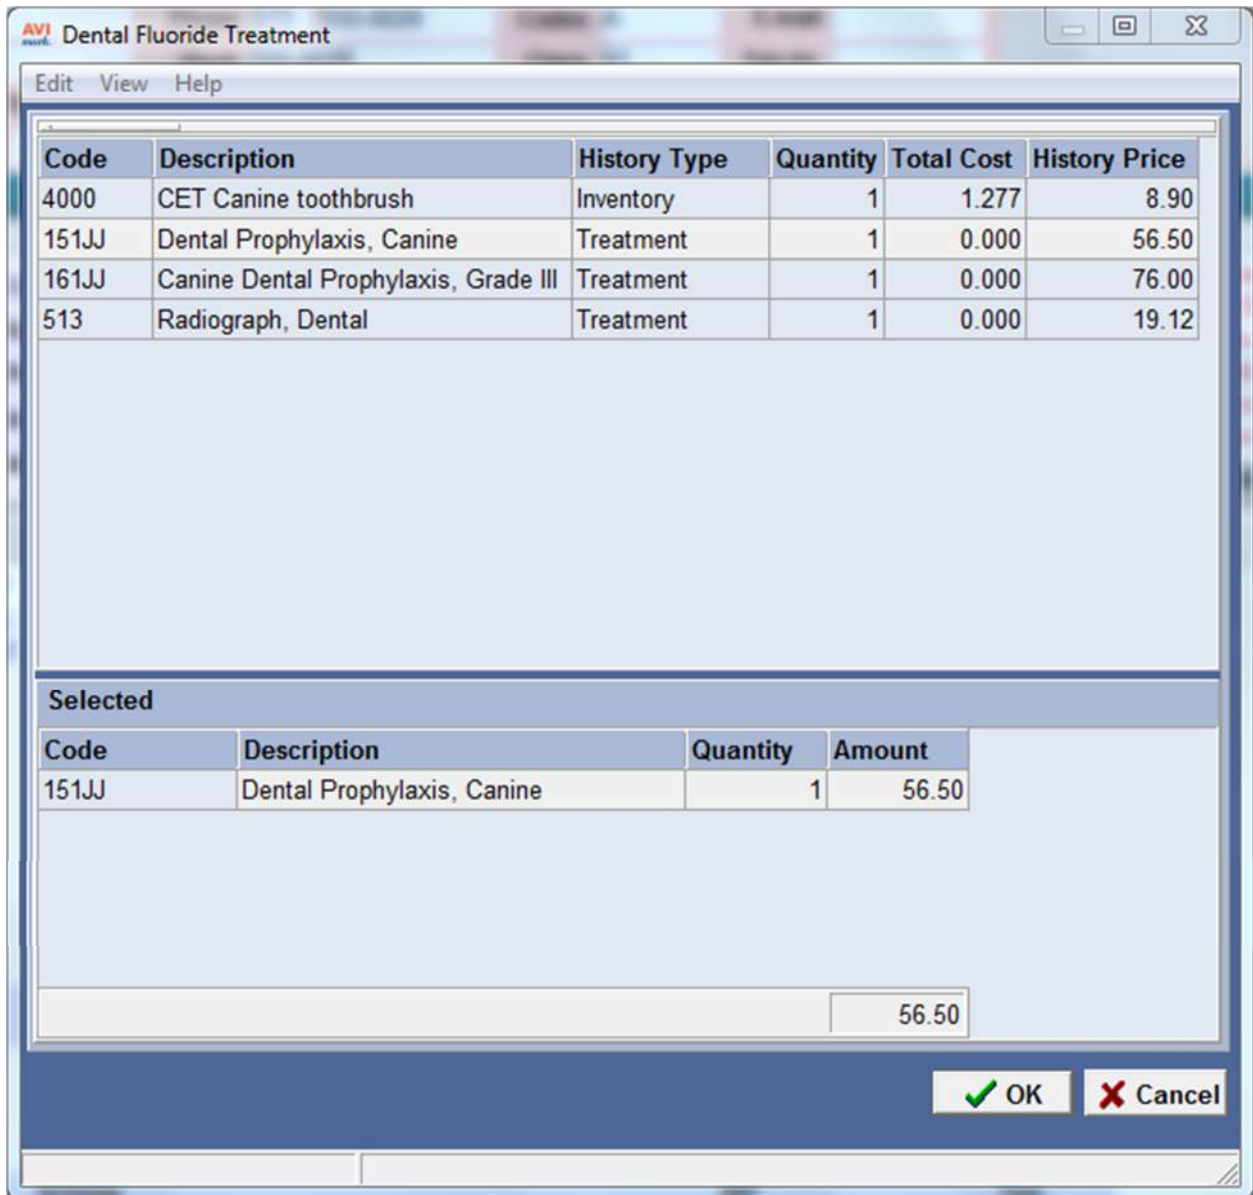 AVI mark. Dental Fluoride Treatment
Edit View Help
Code Description History Type Quantity Total Cost History Price
4000 CET Canine toothbrush Inventory 1 1.277 8.90
151JJ Dental Prophylaxis, Canine Treatment 1 0.000 56.50
161JJ Canine Dental Prophylaxis, Grade III Treatment 1 0.000 76.00
513 Radiograph, Dental Treatment 1 0.000 19.12
Selected
Code Description Quantity Amount
151JJ Dental Prophylaxis, Canine 1 56.50
56.50
OK Cancel